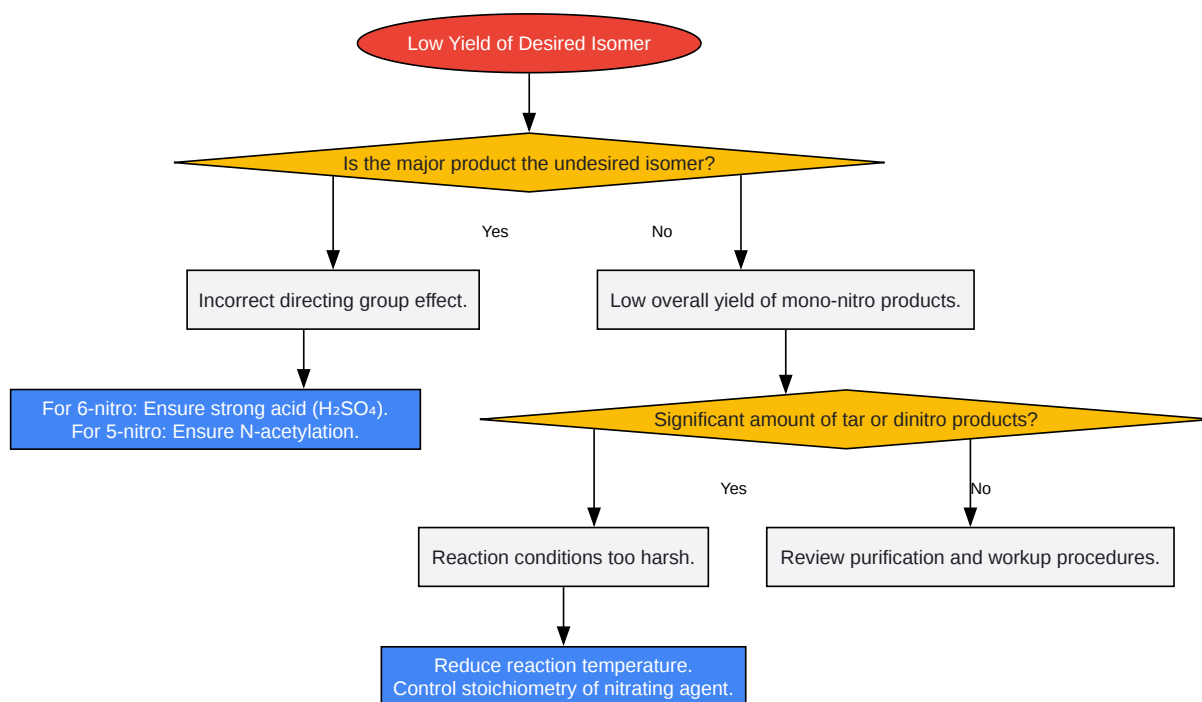 Low Yield of Desired Isomer
Is the major product the undesired isomer?
Yes
No
Incorrect directing group effect.
Low overall yield of mono-nitro products.
For 6-nitro: Ensure strong acid (H₂SO₄).
For 5-nitro: Ensure N-acetylation.
Significant amount of tar or dinitro products?
Yes
No
Reaction conditions too harsh.
Review purification and workup procedures.
Reduce reaction temperature.
Control stoichiometry of nitrating agent.